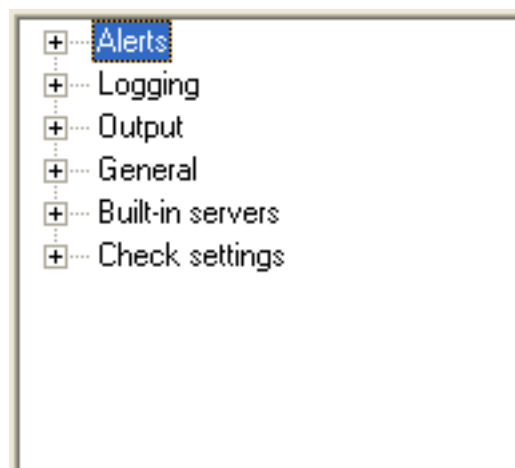 Alerts
Logging
Output
General
Built-in servers
Check settings